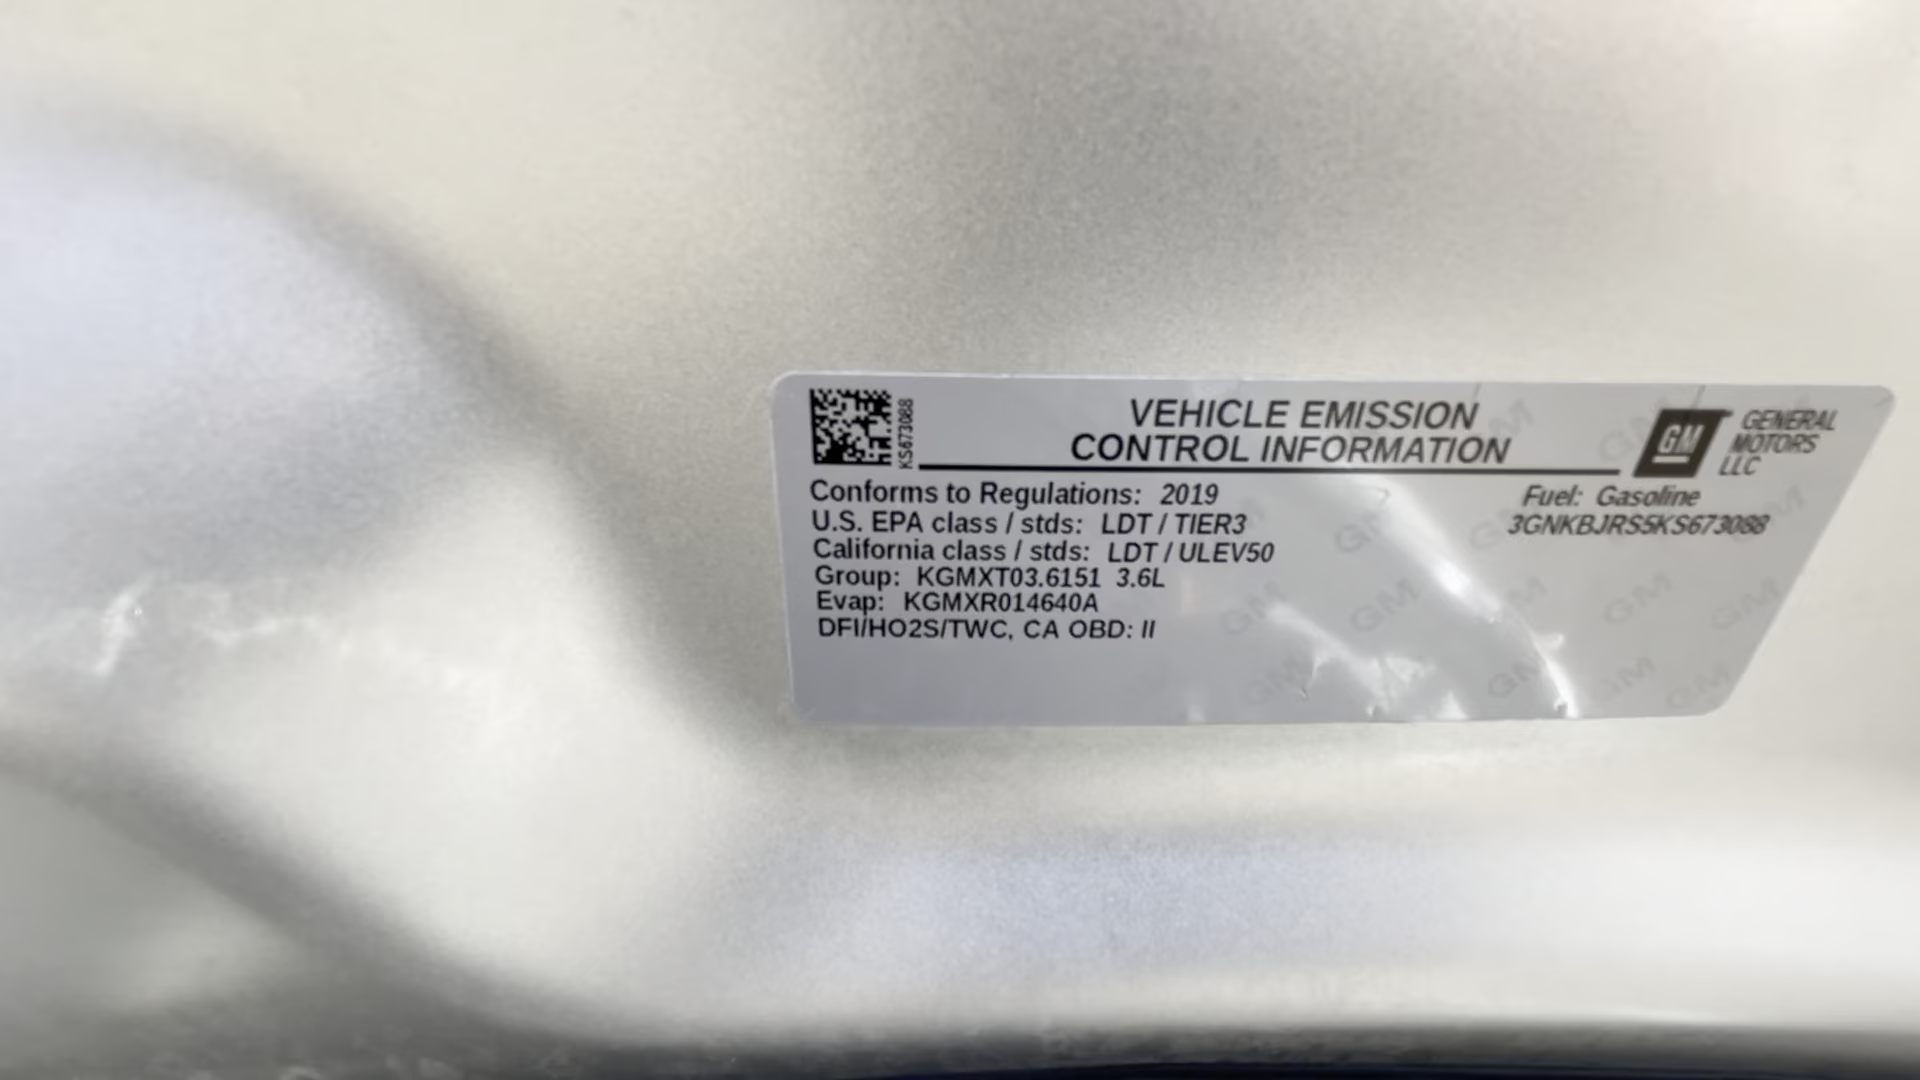 KS673088
VEHICLE EMISSION
CONTROL INFORMATION
GM
GENERAL
MOTORS
LLC
Conforms to Regulations: 2019
U.S. EPA class / stds: LDT / TIER3
California class / stds: LDT / ULEV50
Group: KGMXT03.6151 3.6L
Evap: KGMXR014640A
DFI/HO2S/TWC, CA OBD: II
Fuel: Gasoline
3GNKBJRS5KS673088